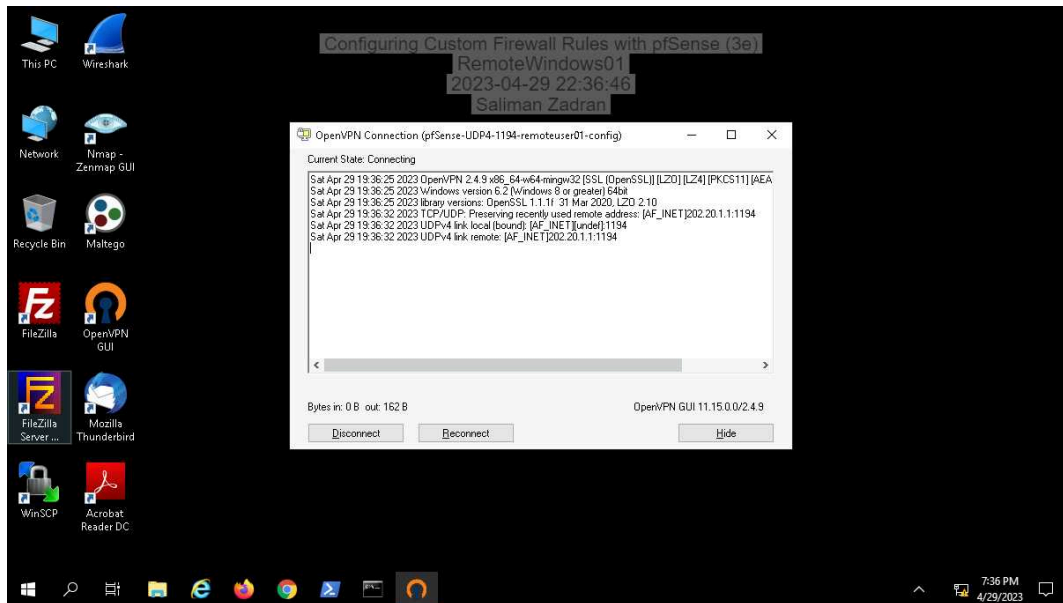 This PC
Wireshark
Network
Nmap -
Zenmap GUI
Recycle Bin
Maltego
FileZilla
OpenVPN
GUI
FileZilla
Server ...
Mozilla
Thunderbird
WinSCP
Acrobat
Reader DC
Configuring Custom Firewall Rules with pfSense (3e)
RemoteWindows01
2023-04-29 22:36:46
Saliman Zadran
OpenVPN Connection (pfSense-UDP4-1194-remoteuser01-config)
Current State: Connecting
Sat Apr 29 19:36:25 2023 OpenVPN 2.4.9 x86_64-w64-mingw32 [SSL (OpenSSL)] [LZO] [LZ4] [PKCS11] [AEA
Sat Apr 29 19:36:25 2023 Windows version 6.2 (Windows 8 or greater) 64bit
Sat Apr 29 19:36:25 2023 library versions: OpenSSL 1.1.1f 31 Mar 2020, LZO 2.10
Sat Apr 29 19:36:32 2023 TCP/UDP: Preserving recently used remote address: [AF_INET]202.20.1.1:1194
Sat Apr 29 19:36:32 2023 UDPv4 link local (bound): [AF_INET][undef]:1194
Sat Apr 29 19:36:32 2023 UDPv4 link remote: [AF_INET]202.20.1.1:1194
Bytes in: 0 B out: 162 B
OpenVPN GUI 11.15.0.0/2.4.9
Disconnect
Reconnect
Hide
7:36 PM
4/29/2023